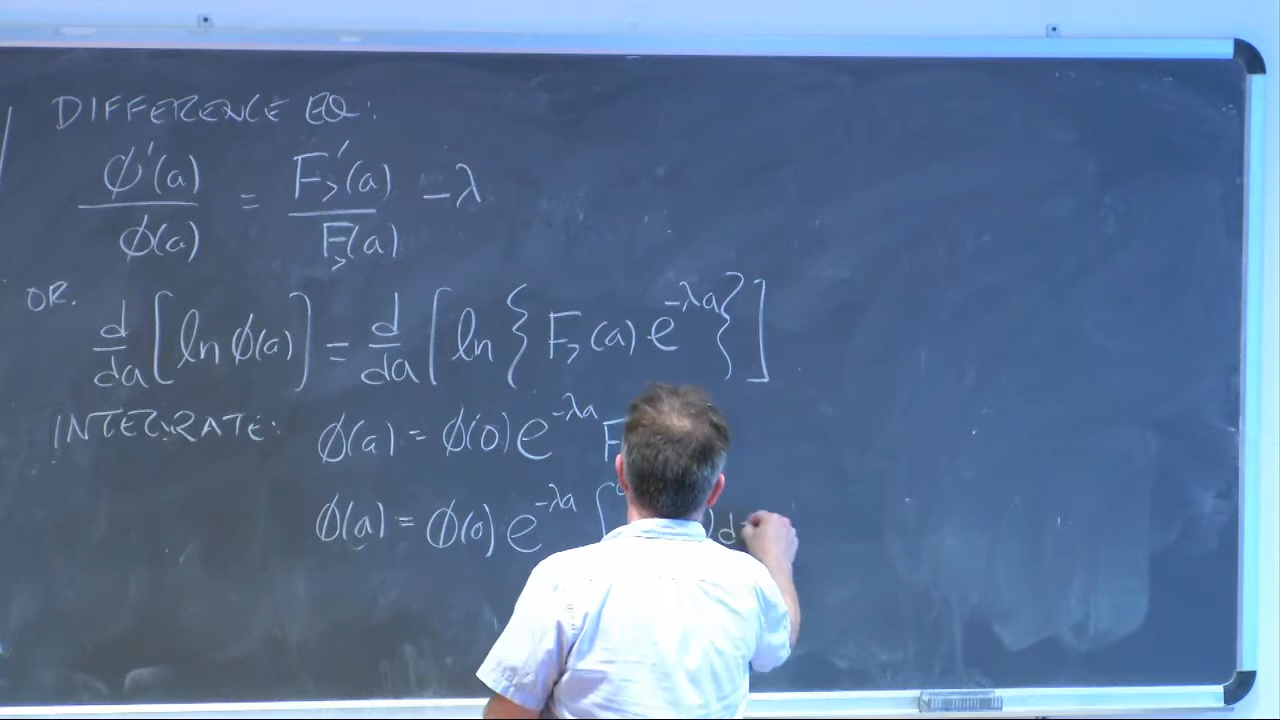 DIFFERENCE EQ:
ϕ'(a)/ϕ(a) = F>'(a)/F>(a) - λ
OR.
d/da [ln ϕ(a)] = d/da [ln { F>(a) e^{-λa} } ]
INTEGRATE: ϕ(a) = ϕ(0) e^{-λa} F
ϕ(a) = ϕ(0) e^{-λa} ∫ ) d